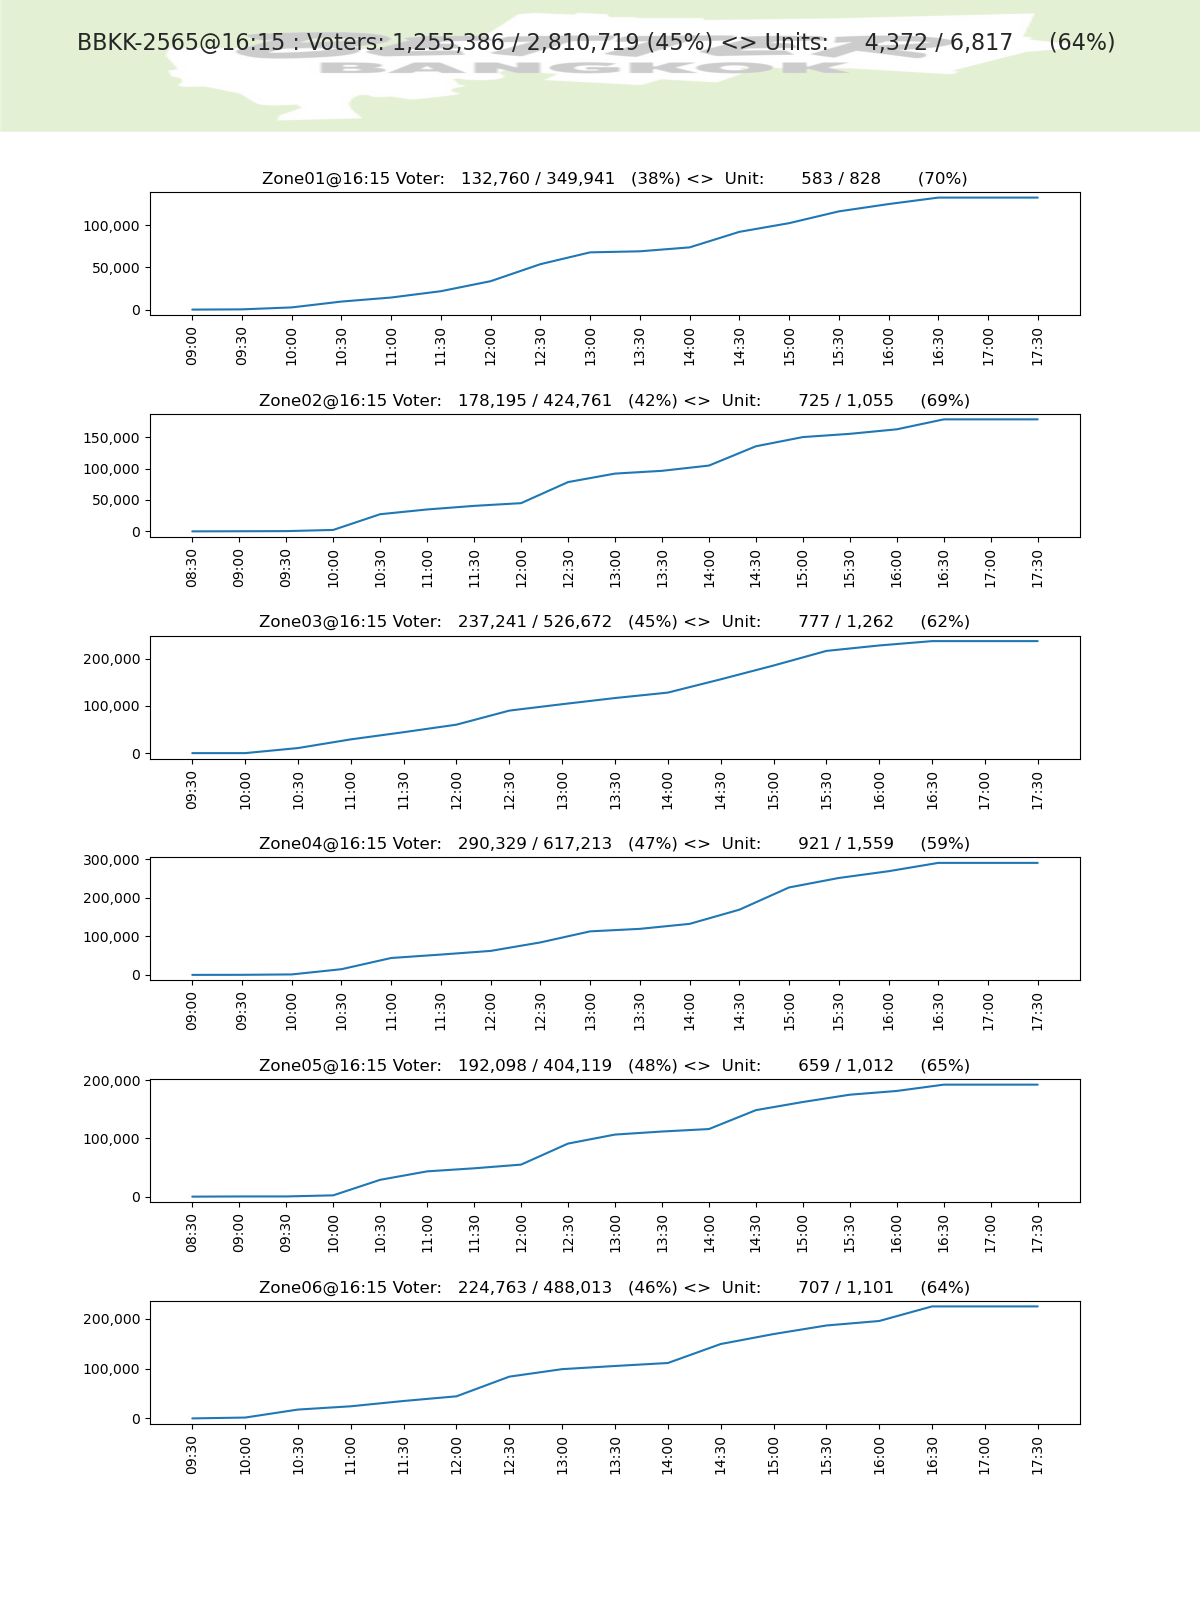 BBKK-2565@16:15 : Voters: 1,255,386 / 2,810,719 (45%) <> Units: 4,372 / 6,817 (64%)
BANGKOK
Zone01@16:15 Voter: 132,760 / 349,941 (38%) <> Unit: 583 / 828 (70%)
100,000
50,000
0
09:00 09:30 10:00 10:30 11:00 11:30 12:00 12:30 13:00 13:30 14:00 14:30 15:00 15:30 16:00 16:30 17:00 17:30
Zone02@16:15 Voter: 178,195 / 424,761 (42%) <> Unit: 725 / 1,055 (69%)
150,000
100,000
50,000
0
08:30 09:00 09:30 10:00 10:30 11:00 11:30 12:00 12:30 13:00 13:30 14:00 14:30 15:00 15:30 16:00 16:30 17:00 17:30
Zone03@16:15 Voter: 237,241 / 526,672 (45%) <> Unit: 777 / 1,262 (62%)
200,000
100,000
0
09:30 10:00 10:30 11:00 11:30 12:00 12:30 13:00 13:30 14:00 14:30 15:00 15:30 16:00 16:30 17:00 17:30
Zone04@16:15 Voter: 290,329 / 617,213 (47%) <> Unit: 921 / 1,559 (59%)
300,000
200,000
100,000
0
09:00 09:30 10:00 10:30 11:00 11:30 12:00 12:30 13:00 13:30 14:00 14:30 15:00 15:30 16:00 16:30 17:00 17:30
Zone05@16:15 Voter: 192,098 / 404,119 (48%) <> Unit: 659 / 1,012 (65%)
200,000
100,000
0
08:30 09:00 09:30 10:00 10:30 11:00 11:30 12:00 12:30 13:00 13:30 14:00 14:30 15:00 15:30 16:00 16:30 17:00 17:30
Zone06@16:15 Voter: 224,763 / 488,013 (46%) <> Unit: 707 / 1,101 (64%)
200,000
100,000
0
09:30 10:00 10:30 11:00 11:30 12:00 12:30 13:00 13:30 14:00 14:30 15:00 15:30 16:00 16:30 17:00 17:30